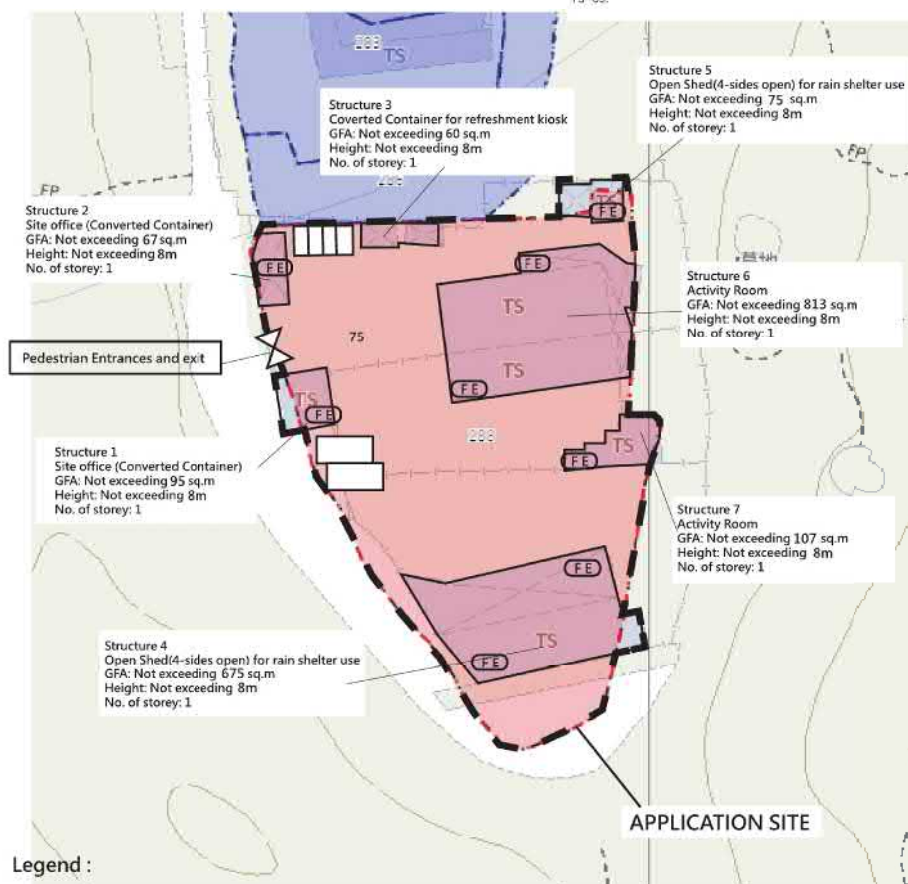 283
TS
Structure 5
Open Shed(4-sides open) for rain shelter use
GFA: Not exceeding 75 sq.m
Height: Not exceeding 8m
No. of storey: 1
Structure 3
Coverted Container for refreshment kiosk
GFA: Not exceeding 60 sq.m
Height: Not exceeding 8m
No. of storey: 1
FP
FP
Structure 2
Site office (Converted Container)
GFA: Not exceeding 67 sq.m
Height: Not exceeding 8m
No. of storey: 1
TS
FE
FE
FE
草地
Structure 6
Activity Room
GFA: Not exceeding 813 sq.m
Height: Not exceeding 8m
No. of storey: 1
TS
75
Pedestrian Entrances and exit
TS
FE
TS
FE
288
TS
FE
Structure 1
Site office (Converted Container)
GFA: Not exceeding 95 sq.m
Height: Not exceeding 8m
No. of storey: 1
Structure 7
Activity Room
GFA: Not exceeding 107 sq.m
Height: Not exceeding 8m
No. of storey: 1
FE
TS
FE
Structure 4
Open Shed(4-sides open) for rain shelter use
GFA: Not exceeding 675 sq.m
Height: Not exceeding 8m
No. of storey: 1
APPLICATION SITE
Legend :